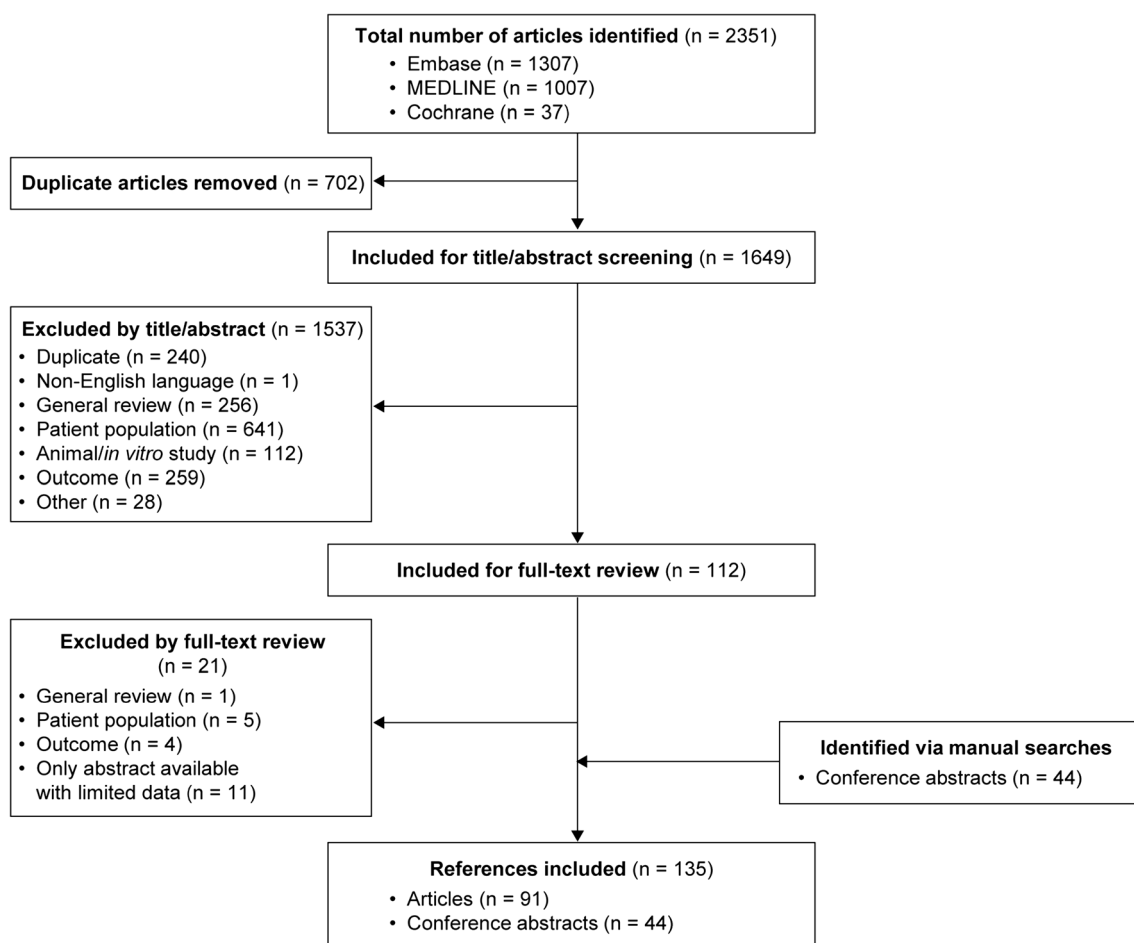 Total number of articles identified (n = 2351)
• Embase (n = 1307)
• MEDLINE (n = 1007)
• Cochrane (n = 37)
Duplicate articles removed (n = 702)
Included for title/abstract screening (n = 1649)
Excluded by title/abstract (n = 1537)
• Duplicate (n = 240)
• Non-English language (n = 1)
• General review (n = 256)
• Patient population (n = 641)
• Animal/in vitro study (n = 112)
• Outcome (n = 259)
• Other (n = 28)
Included for full-text review (n = 112)
Excluded by full-text review
(n = 21)
• General review (n = 1)
• Patient population (n = 5)
• Outcome (n = 4)
• Only abstract available
with limited data (n = 11)
Identified via manual searches
• Conference abstracts (n = 44)
References included (n = 135)
• Articles (n = 91)
• Conference abstracts (n = 44)